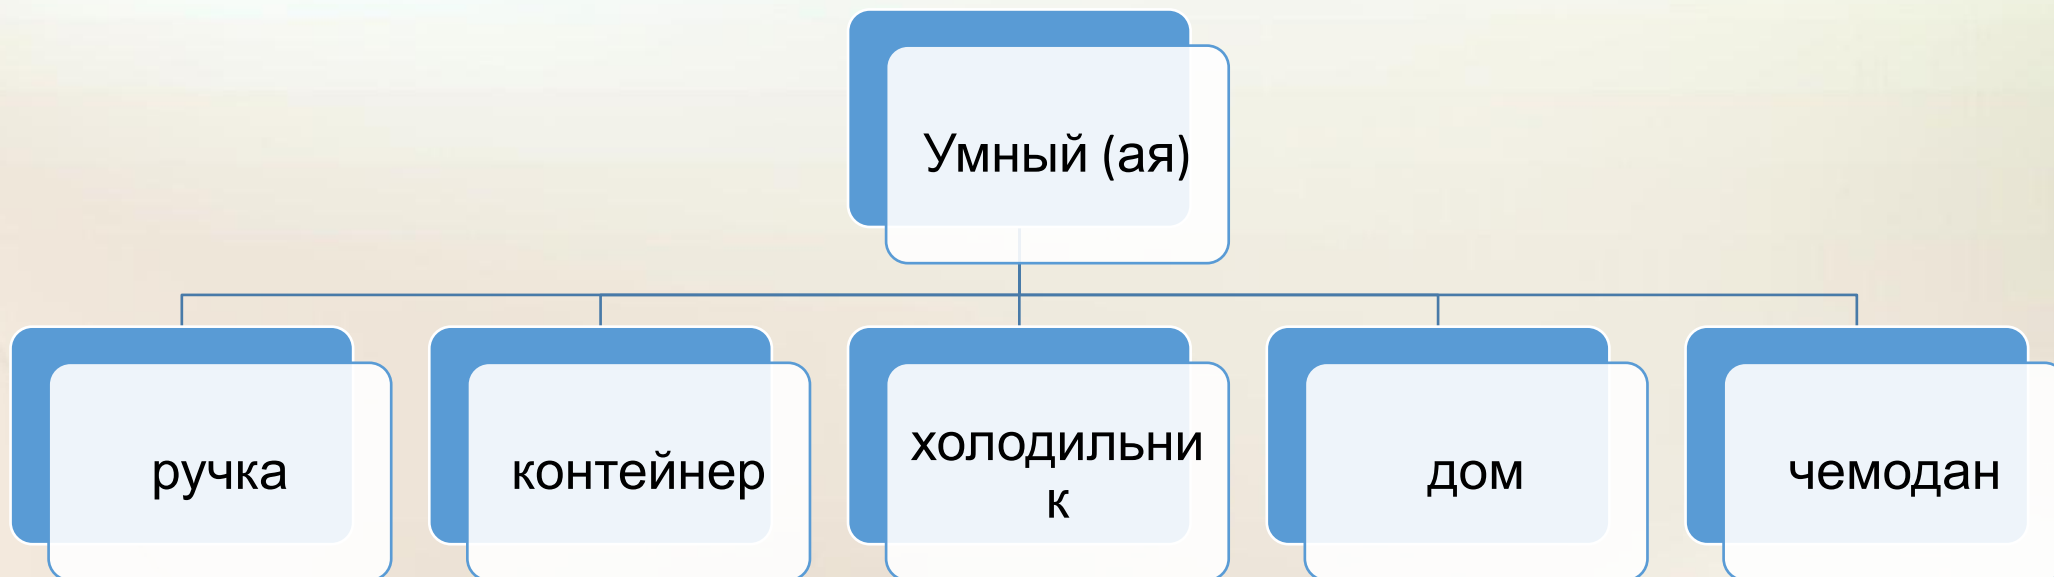 Умный (ая)
ручка
контейнер
холодильни
к
дом
чемодан